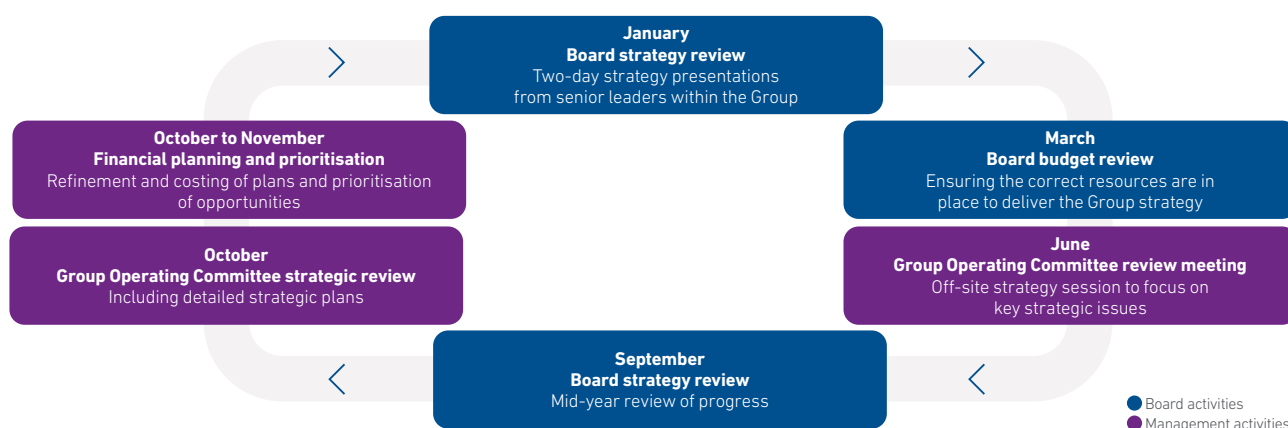 January
Board strategy review
Two-day strategy presentations
from senior leaders within the Group
March
Board budget review
Ensuring the correct resources are in
place to deliver the Group strategy
June
Group Operating Committee review meeting
Off-site strategy session to focus on
key strategic issues
September
Board strategy review
Mid-year review of progress
October
Group Operating Committee strategic review
Including detailed strategic plans
October to November
Financial planning and prioritisation
Refinement and costing of plans and prioritisation
of opportunities
Board activities
Management activities